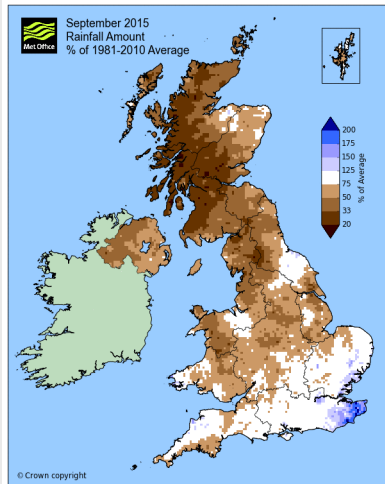 Met Office
September 2015
Rainfall Amount
% of 1981-2010 Average
200
175
150
125
75
50
33
20
% of Average
© Crown copyright